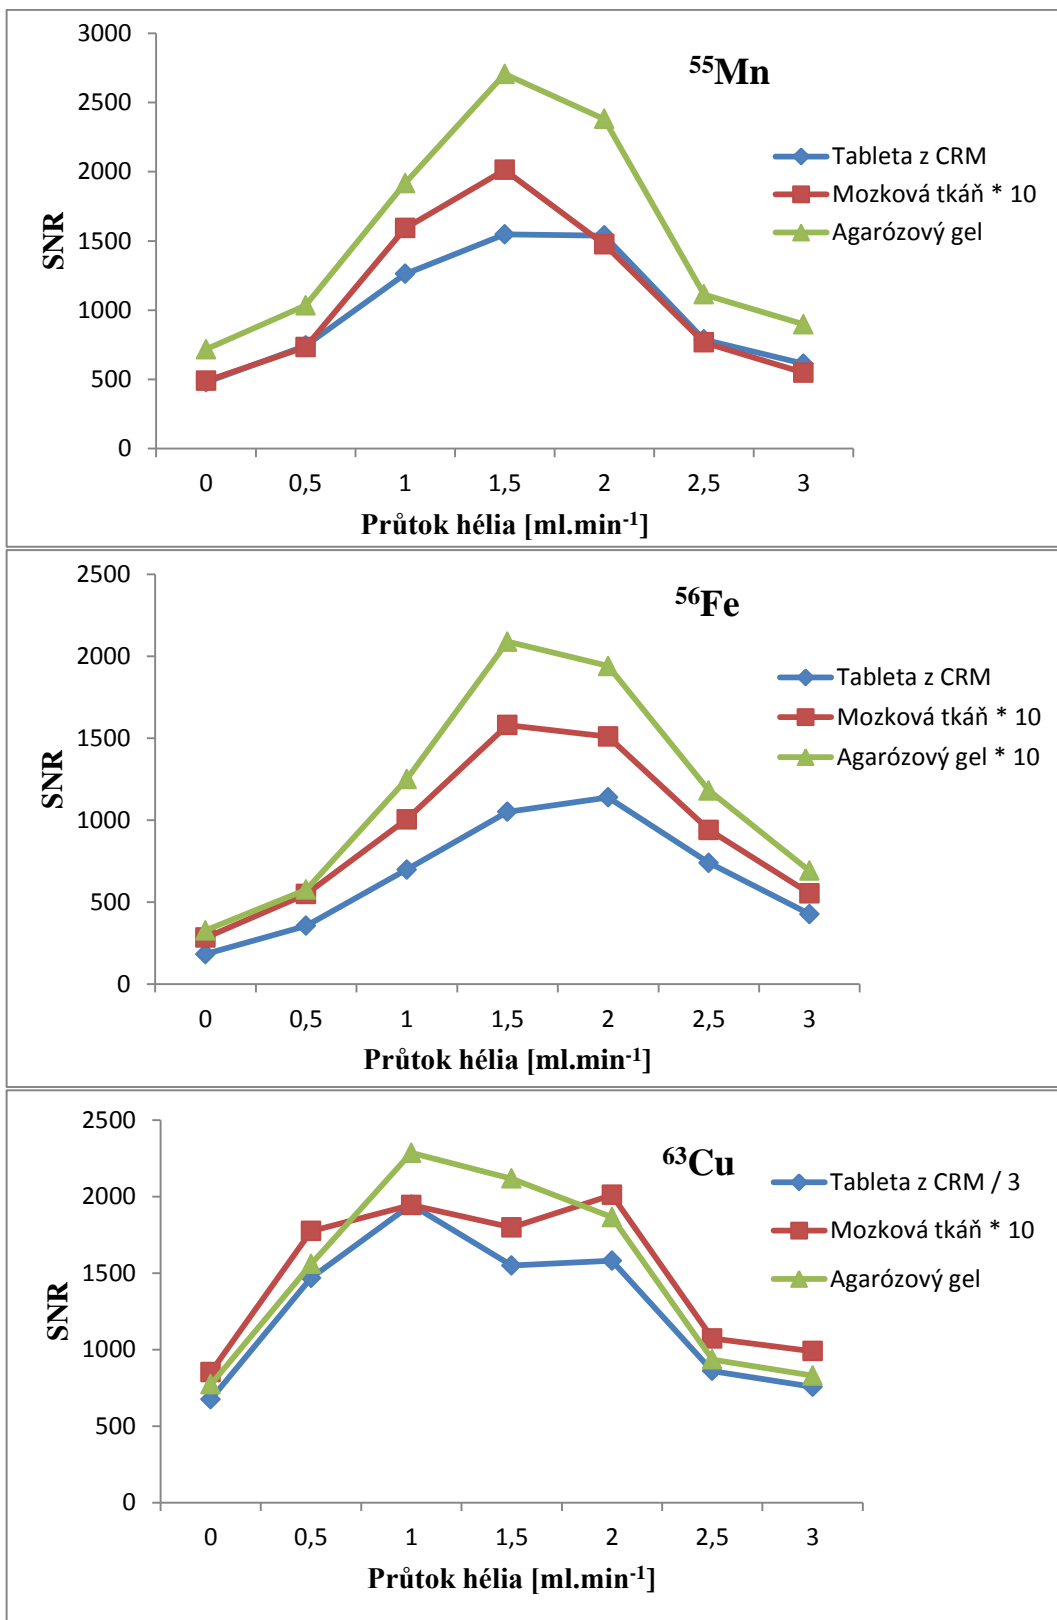 3000
⁵⁵Mn
2500
2000
Tableta z CRM
Mozková tkáň * 10
1500
Agarózový gel
SNR
1000
500
0
0 0,5 1 1,5 2 2,5 3
Průtok hélia [ml.min⁻¹]
2500
⁵⁶Fe
2000
Tableta z CRM
Mozková tkáň * 10
1500
Agarózový gel * 10
SNR
1000
500
0
0 0,5 1 1,5 2 2,5 3
Průtok hélia [ml.min⁻¹]
2500
⁶³Cu
2000
Tableta z CRM / 3
Mozková tkáň * 10
1500
Agarózový gel
SNR
1000
500
0
0 0,5 1 1,5 2 2,5 3
Průtok hélia [ml.min⁻¹]